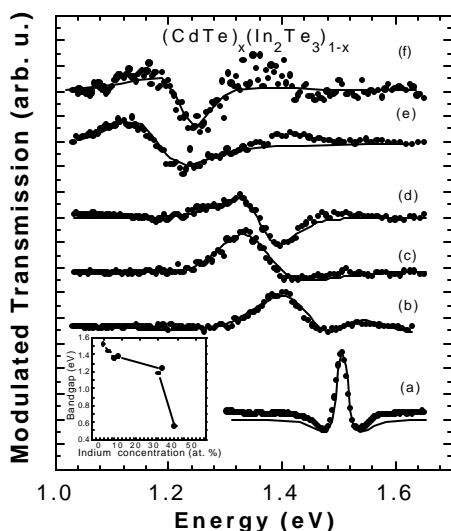 (CdTe)x(In2Te3)1-x
(f)
(e)
(d)
(c)
(b)
(a)
Modulated Transmission (arb. u.)
1.6
1.4
1.2
1.0
0.8
0.6
0.4
Bandgap (eV)
0 10 20 30 40 50
Indium concentration (at. %)
1.0 1.2 1.4 1.6
Energy (eV)